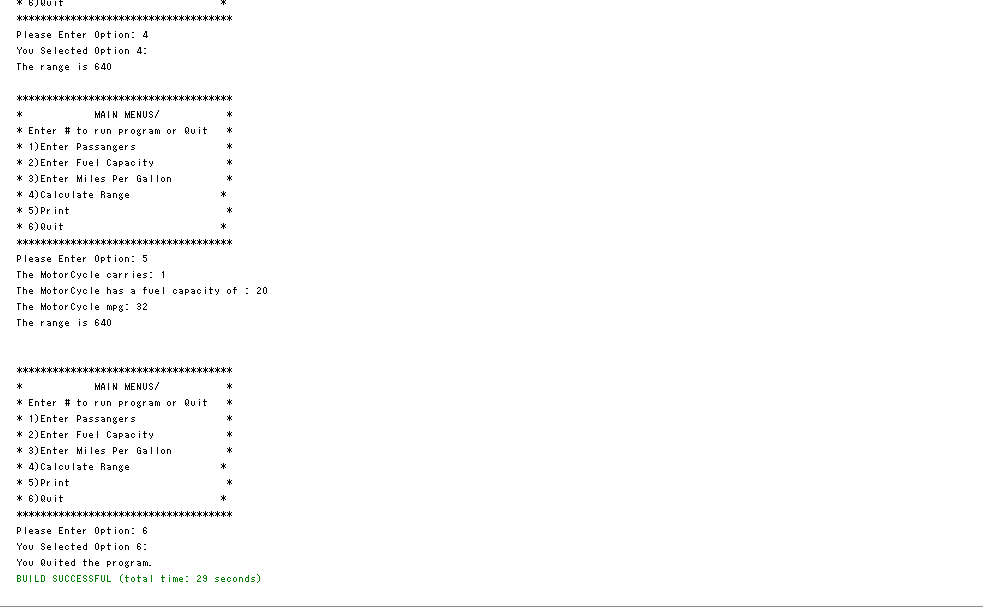 * 6)Quit                          *
************************************
Please Enter Option: 4
You Selected Option 4:
The range is 640
************************************
*            MAIN MENUS/           *
* Enter # to run program or Quit   *
* 1)Enter Passangers               *
* 2)Enter Fuel Capacity            *
* 3)Enter Miles Per Gallon         *
* 4)Calculate Range               *
* 5)Print                          *
* 6)Quit                          *
************************************
Please Enter Option: 5
The MotorCycle carries: 1
The MotorCycle has a fuel capacity of : 20
The MotorCycle mpg: 32
The range is 640
************************************
*            MAIN MENUS/           *
* Enter # to run program or Quit   *
* 1)Enter Passangers               *
* 2)Enter Fuel Capacity            *
* 3)Enter Miles Per Gallon         *
* 4)Calculate Range               *
* 5)Print                          *
* 6)Quit                          *
************************************
Please Enter Option: 6
You Selected Option 6:
You Quited the program.
BUILD SUCCESSFUL (total time: 29 seconds)